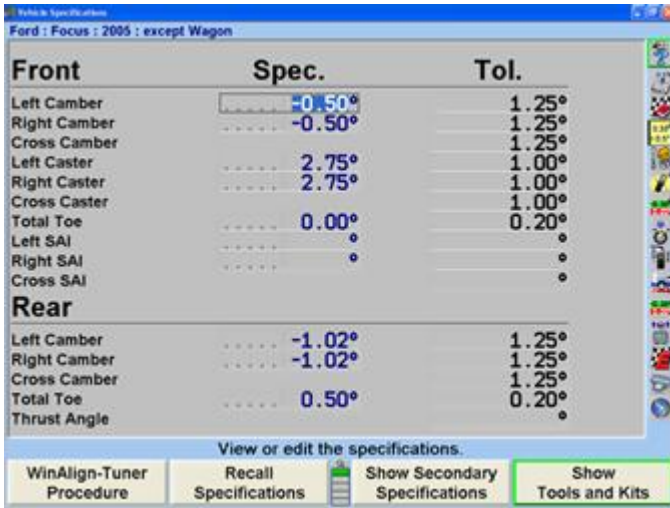 Vehicle Specifications
Ford : Focus : 2005 : except Wagon
Front Spec. Tol.
Left Camber ..... -0.50° 1.25°
Right Camber ..... -0.50° 1.25°
Cross Camber 1.25°
Left Caster ..... 2.75° 1.00°
Right Caster ..... 2.75° 1.00°
Cross Caster 1.00°
Total Toe ..... 0.00° 0.20°
Left SAI ..... ° °
Right SAI ..... ° °
Cross SAI °
Rear
Left Camber ..... -1.02° 1.25°
Right Camber ..... -1.02° 1.25°
Cross Camber 1.25°
Total Toe ..... 0.50° 0.20°
Thrust Angle °
View or edit the specifications.
WinAlign-Tuner Recall Show Secondary Show
Procedure Specifications Specifications Tools and Kits